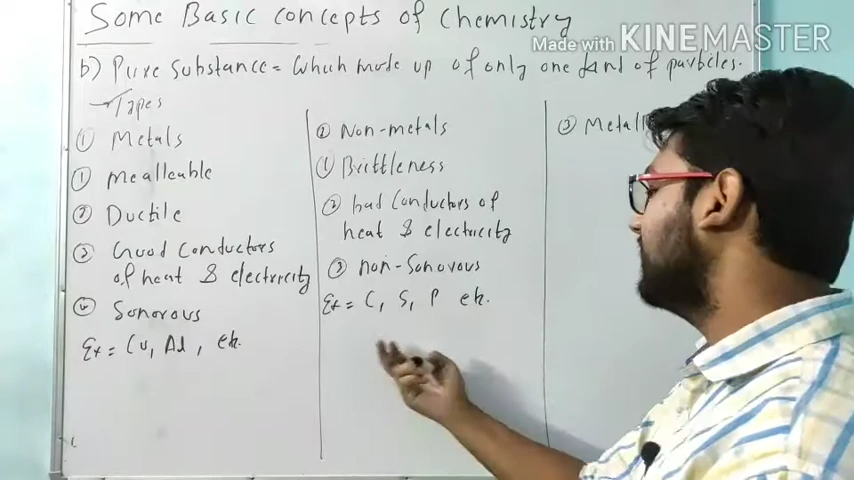 Some Basic concepts of Chemistry
Made with KINEMASTER
b) Pure Substance = Which made up of only one kind of particles.
Types
① Metals
① mealleable
② Ductile
③ Good conductors
of heat & electricity
④ Sonorous
Ex = Cu, Al, etc.
② Non-metals
① Brittleness
② bad Conductors of
heat & electricity
③ non-Sonorous
Ex = C, S, P etc.
③ Metall